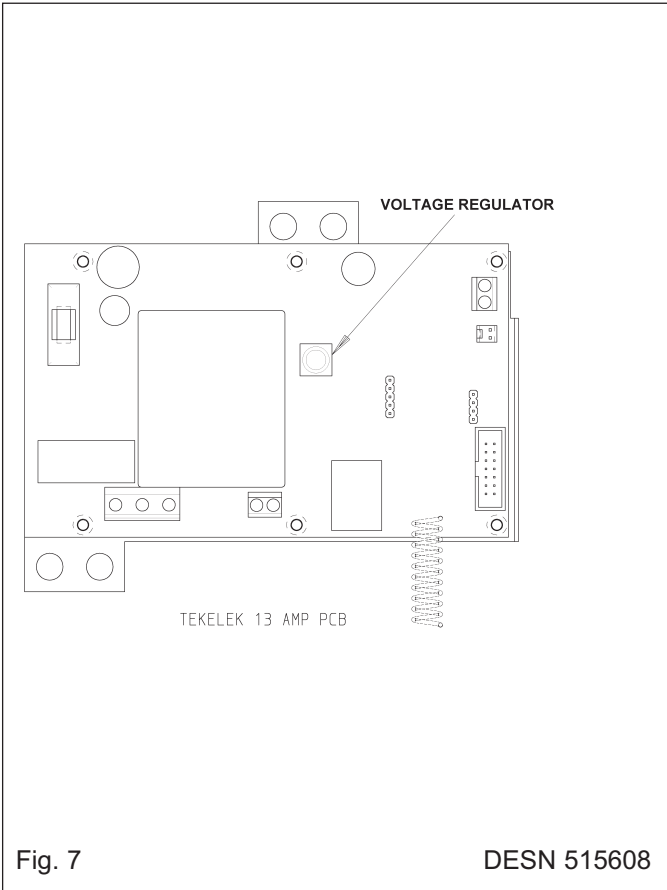 VOLTAGE REGULATOR
TEKELEK 13 AMP PCB
Fig. 7
DESN 515608